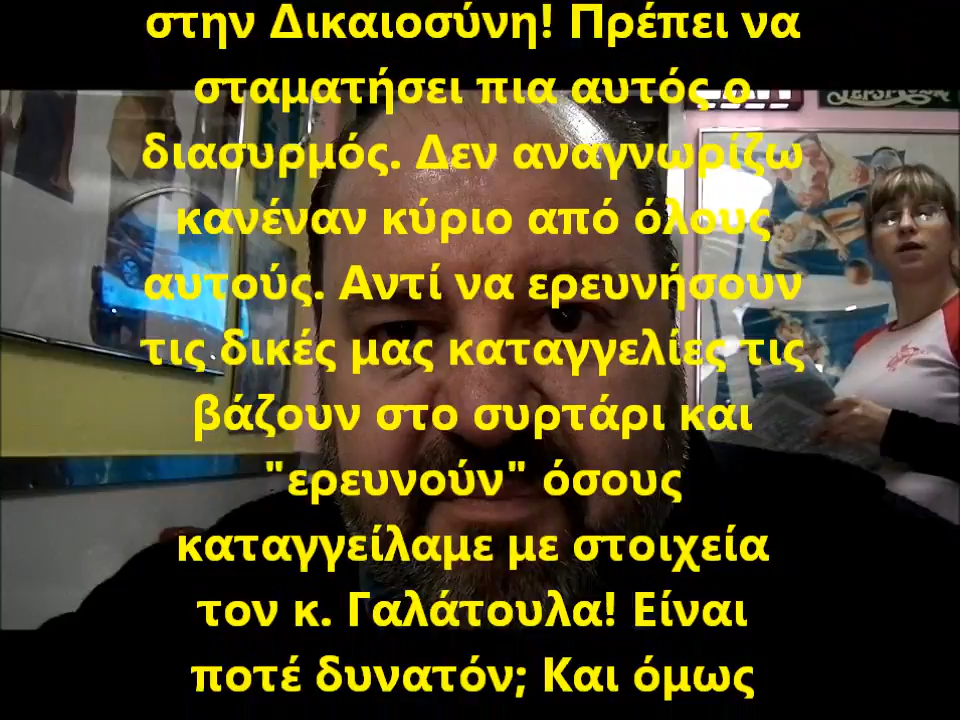 στην Δικαιοσύνη! Πρέπει να
σταματήσει πια αυτός ο
διασυρμός. Δεν αναγνωρίζω
κανέναν κύριο από όλους
αυτούς. Αντί να ερευνήσουν
τις δικές μας καταγγελίες τις
βάζουν στο συρτάρι και
"ερευνούν" όσους
καταγγείλαμε με στοιχεία
τον κ. Γαλάτουλα! Είναι
ποτέ δυνατόν; Και όμως